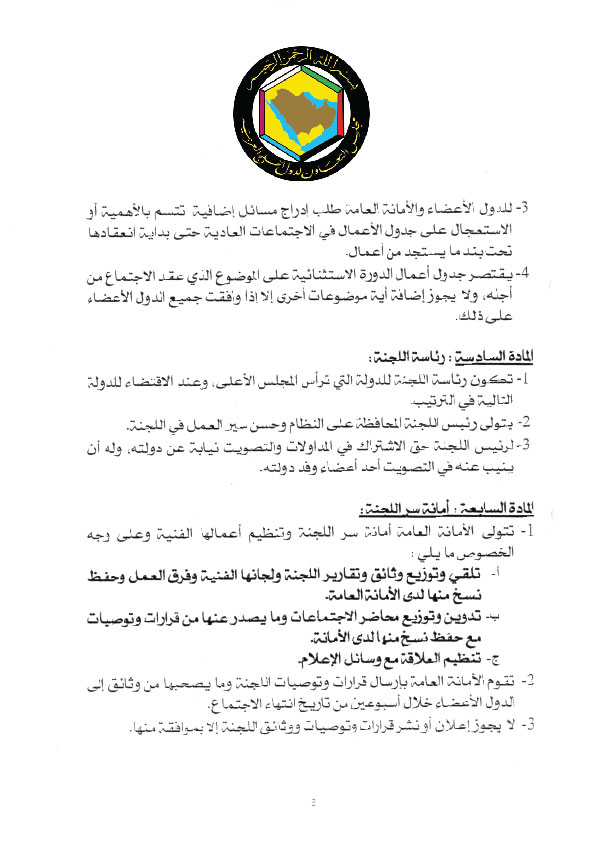 بسم الله الرحمن الرحيم
مجلس التعاون لدول الخليج العربية
3- للدول الأعضاء والأمانة العامة طلب إدراج مسائل إضافية تتسم بالأهمية أو
الاستعجال على جدول الأعمال في الاجتماعات العادية حتى بداية انعقادها
تحت بند ما يستجد من أعمال.
4- يقتصر جدول أعمال الدورة الاستثنائية على الموضوع الذي عقد الاجتماع من
أجله، ولا يجوز إضافة أية موضوعات أخرى إلا إذا وافقت جميع الدول الأعضاء
على ذلك.
المادة السادسة : رئاسة اللجنة :
1- تكون رئاسة اللجنة للدولة التي ترأس المجلس الأعلى، وعند الاقتضاء للدولة
التالية في الترتيب.
2- يتولى رئيس اللجنة المحافظة على النظام وحسن سير العمل في اللجنة.
3- لرئيس اللجنة حق الاشتراك في المداولات والتصويت نيابة عن دولته، وله أن
ينيب عنه في التصويت أحد أعضاء وفد دولته.
المادة السابعة : أمانة سر اللجنة :
1- تتولى الأمانة العامة أمانة سر اللجنة وتنظيم أعمالها الفنية وعلى وجه
الخصوص ما يلي :
أ- تلقي وتوزيع وثائق وتقارير اللجنة ولجانها الفنية وفرق العمل وحفظ
نسخ منها لدى الأمانة العامة.
ب- تدوين وتوزيع محاضر الاجتماعات وما يصدر عنها من قرارات وتوصيات
مع حفظ نسخ منها لدى الأمانة.
ج- تنظيم العلاقة مع وسائل الإعلام.
2- تقوم الأمانة العامة بإرسال قرارات وتوصيات اللجنة وما يصحبها من وثائق إلى
الدول الأعضاء خلال أسبوعين من تاريخ انتهاء الاجتماع.
3- لا يجوز إعلان أو نشر قرارات وتوصيات ووثائق اللجنة إلا بموافقة منها.